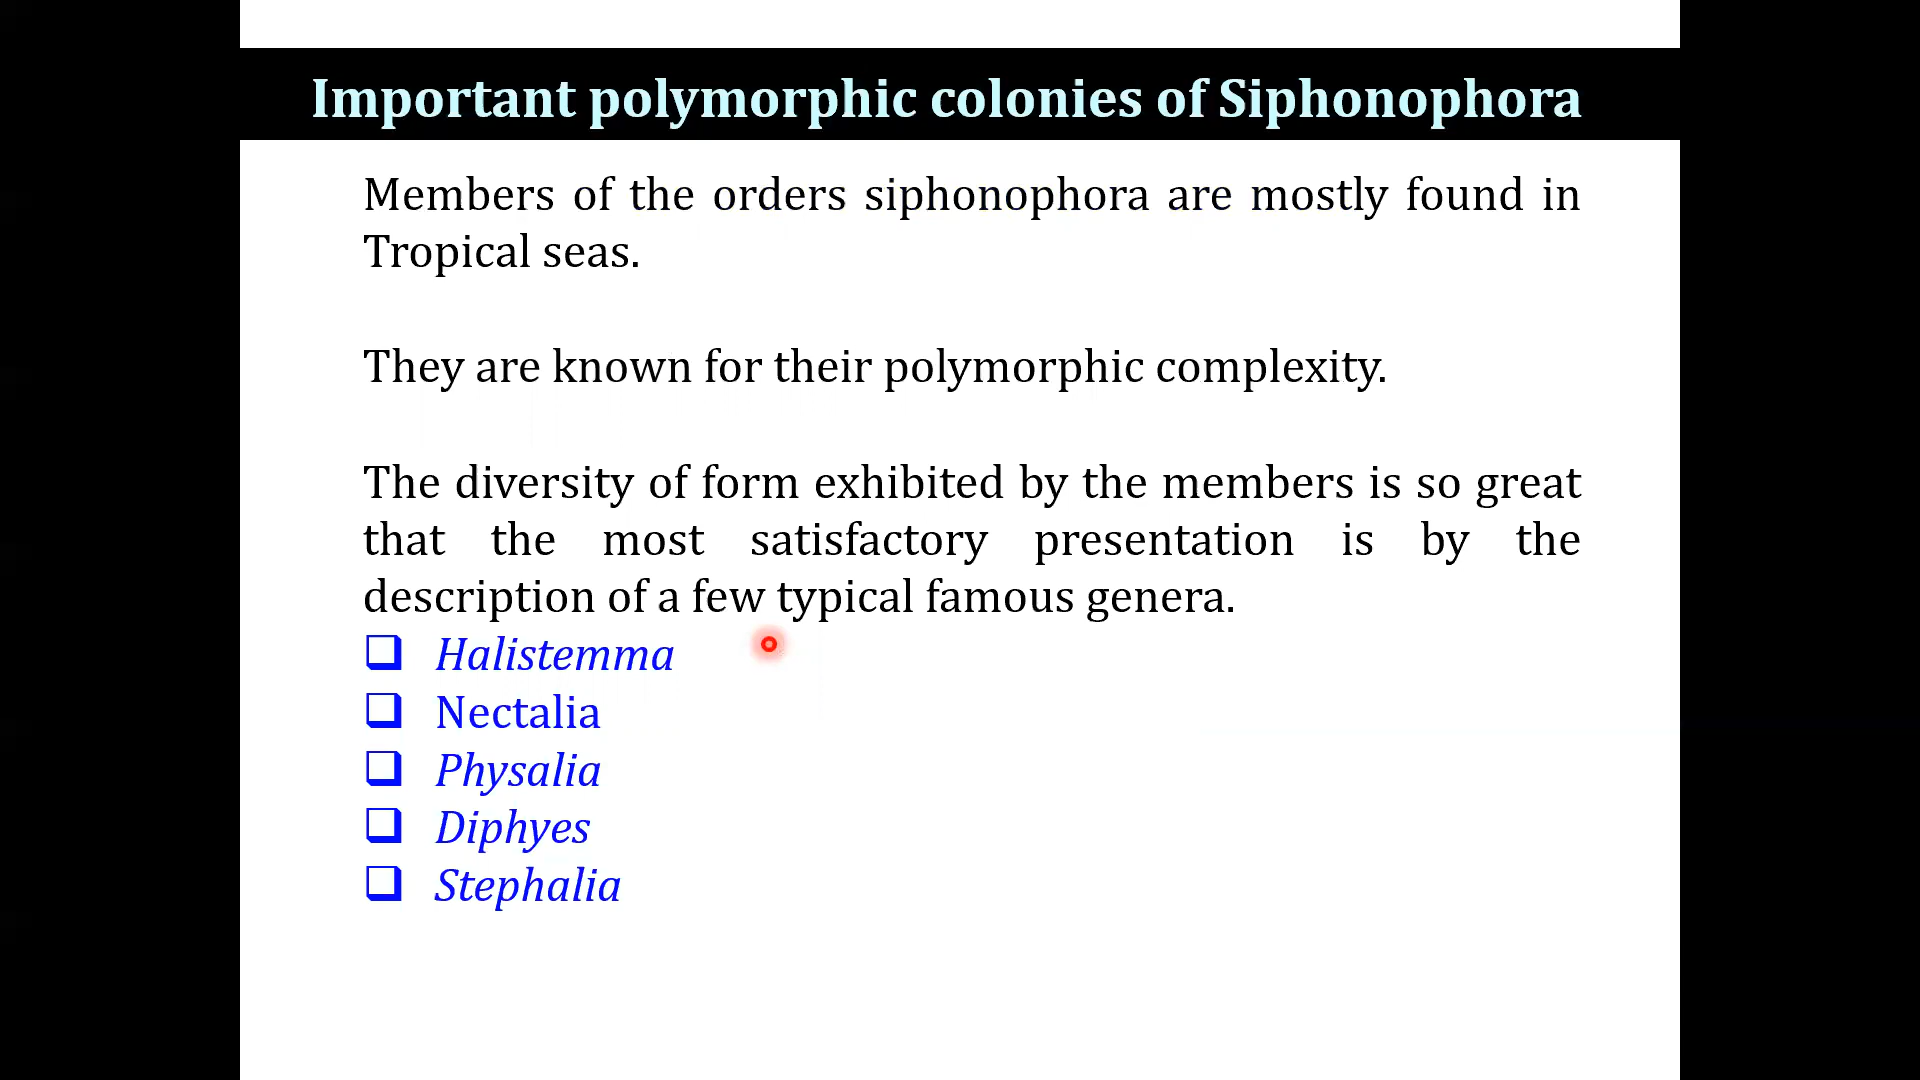 Important polymorphic colonies of Siphonophora
Members of the orders siphonophora are mostly found in
Tropical seas.
They are known for their polymorphic complexity.
The diversity of form exhibited by the members is so great
that the most satisfactory presentation is by the
description of a few typical famous genera.
Halistemma
Nectalia
Physalia
Diphyes
Stephalia